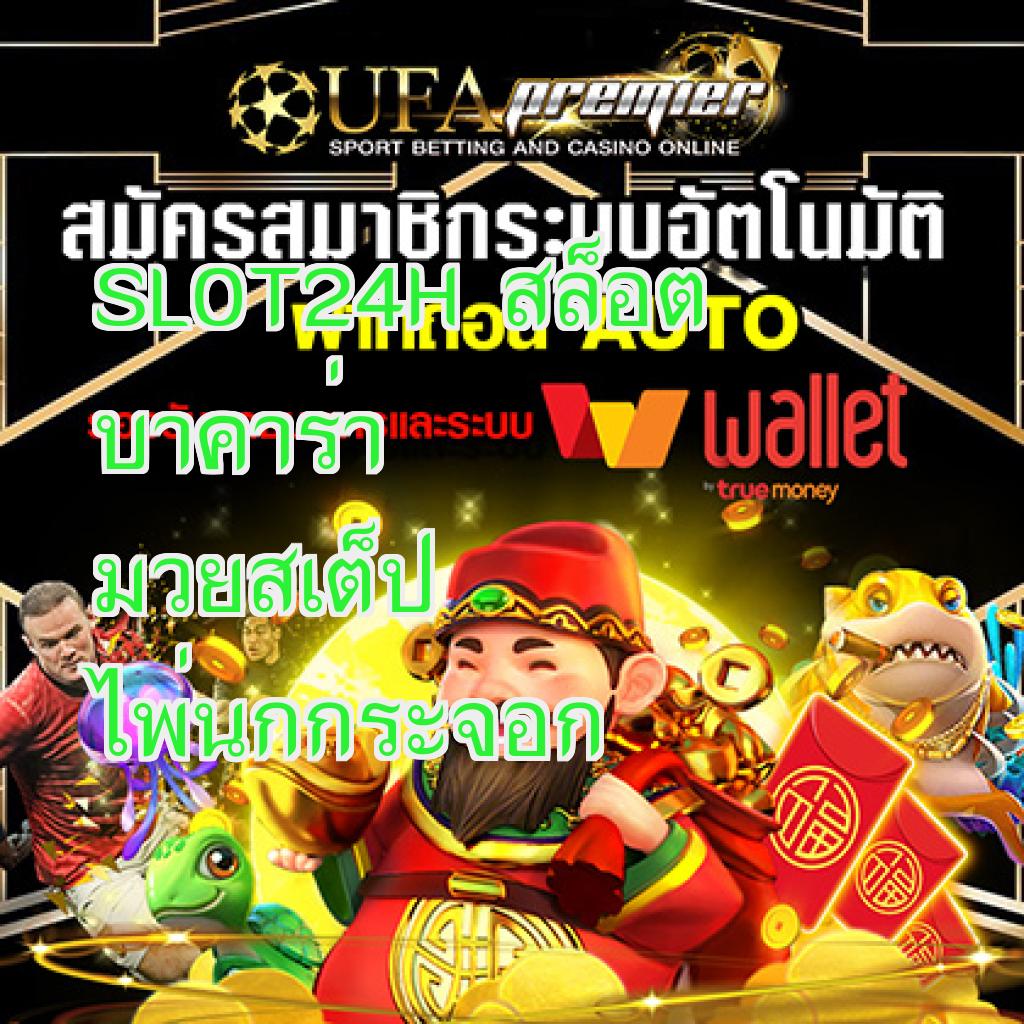 UFA premier
SPORT BETTING AND CASINO ONLINE
สมัครสมาชิกระบบอัตโนมัติ
SLOT24H สล็อต
AUTO
บาคาร่า
และระบบ
wallet
by truemoney
มวยสเต็ป
ไพ่นกกระจอก
福
福